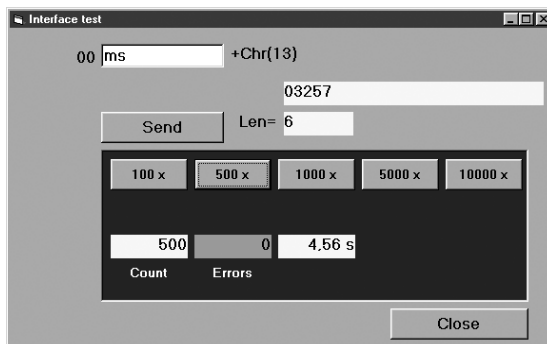 Interface test
00 ms +Chr(13)
03257
Send Len= 6
100 x 500 x 1000 x 5000 x 10000 x
500 0 4,56 s
Count Errors
Close